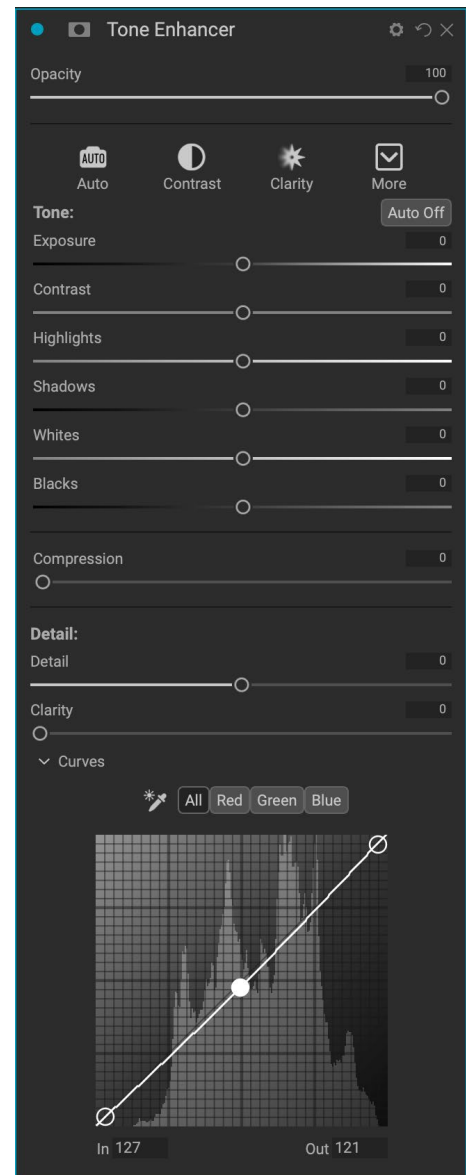 Tone Enhancer
Opacity 100
AUTO
Auto Contrast Clarity More
Tone: Auto Off
Exposure 0
Contrast 0
Highlights 0
Shadows 0
Whites 0
Blacks 0
Compression 0
Detail:
Detail 0
Clarity 0
Curves
All Red Green Blue
In 127 Out 121